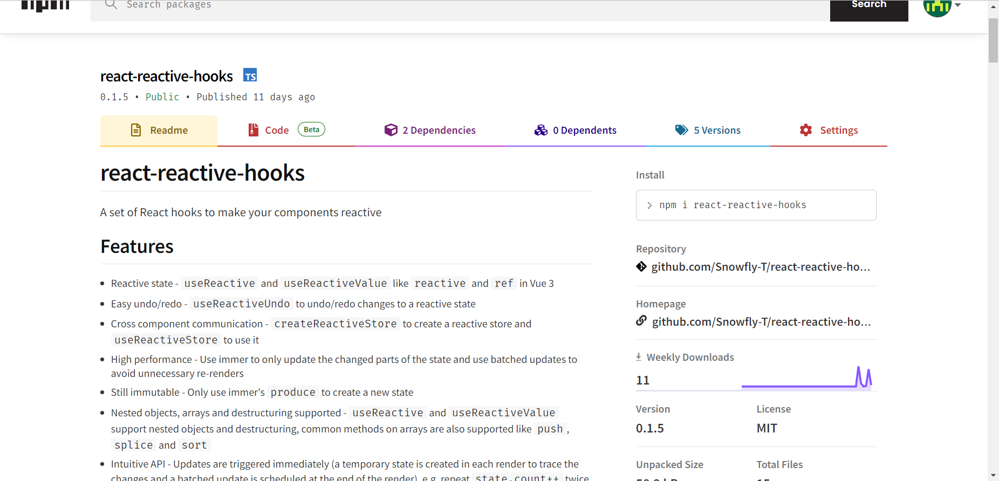 Search packages
Search
react-reactive-hooks TS
0.1.5 • Public • Published 11 days ago
Readme
Code Beta
2 Dependencies
0 Dependents
5 Versions
Settings
react-reactive-hooks
A set of React hooks to make your components reactive
Features
• Reactive state - useReactive and useReactiveValue like reactive and ref in Vue 3
• Easy undo/redo - useReactiveUndo to undo/redo changes to a reactive state
• Cross component communication - createReactiveStore to create a reactive store and
useReactiveStore to use it
• High performance - Use immer to only update the changed parts of the state and use batched updates to
avoid unnecessary re-renders
• Still immutable - Only use immer's produce to create a new state
• Nested objects, arrays and destructuring supported - useReactive and useReactiveValue
support nested objects and destructuring, common methods on arrays are also supported like push ,
splice and sort
• Intuitive API - Updates are triggered immediately (a temporary state is created in each render to trace the
changes and a batched update is scheduled at the end of the render), e.g. repeat state.count++ twice
Install
> npm i react-reactive-hooks
Repository
github.com/Snowfly-T/react-reactive-ho...
Homepage
github.com/Snowfly-T/react-reactive-ho...
Weekly Downloads
11
Version
0.1.5
License
MIT
Unpacked Size
Total Files